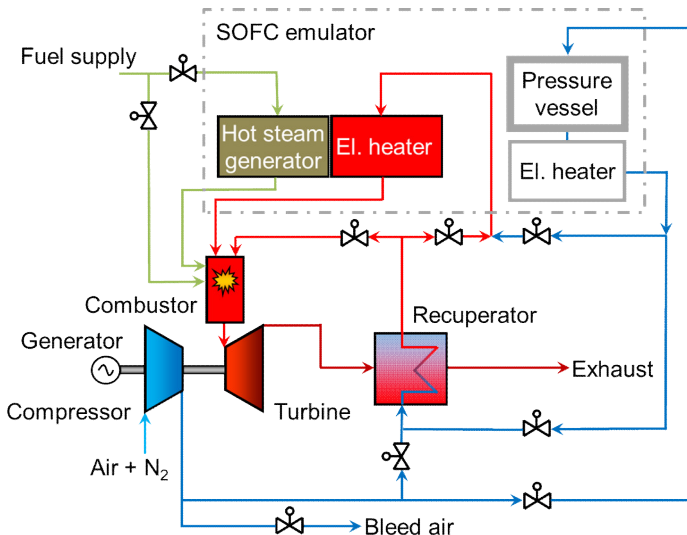 SOFC emulator
Fuel supply
Pressure
vessel
Hot steam
generator
El. heater
El. heater
Combustor
Recuperator
Generator
Exhaust
Compressor
Turbine
Air + N₂
Bleed air